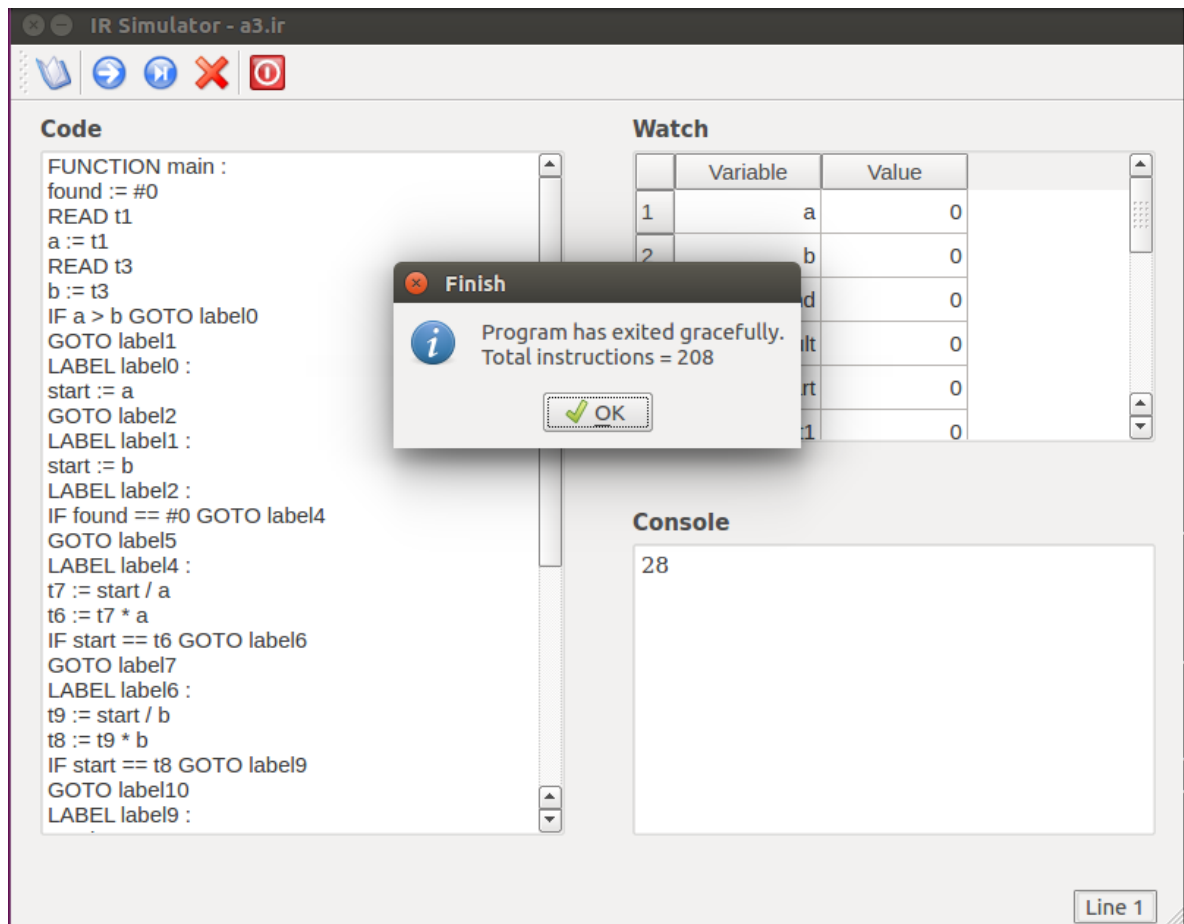 IR Simulator - a3.ir
Code
FUNCTION main :
found := #0
READ t1
a := t1
READ t3
b := t3
IF a > b GOTO label0
GOTO label1
LABEL label0 :
start := a
GOTO label2
LABEL label1 :
start := b
LABEL label2 :
IF found == #0 GOTO label4
GOTO label5
LABEL label4 :
t7 := start / a
t6 := t7 * a
IF start == t6 GOTO label6
GOTO label7
LABEL label6 :
t9 := start / b
t8 := t9 * b
IF start == t8 GOTO label9
GOTO label10
LABEL label9 :
Watch
Variable Value
1 a 0
2 b 0
d 0
ult 0
rt 0
t1 0
Finish
Program has exited gracefully.
Total instructions = 208
OK
Console
28
Line 1